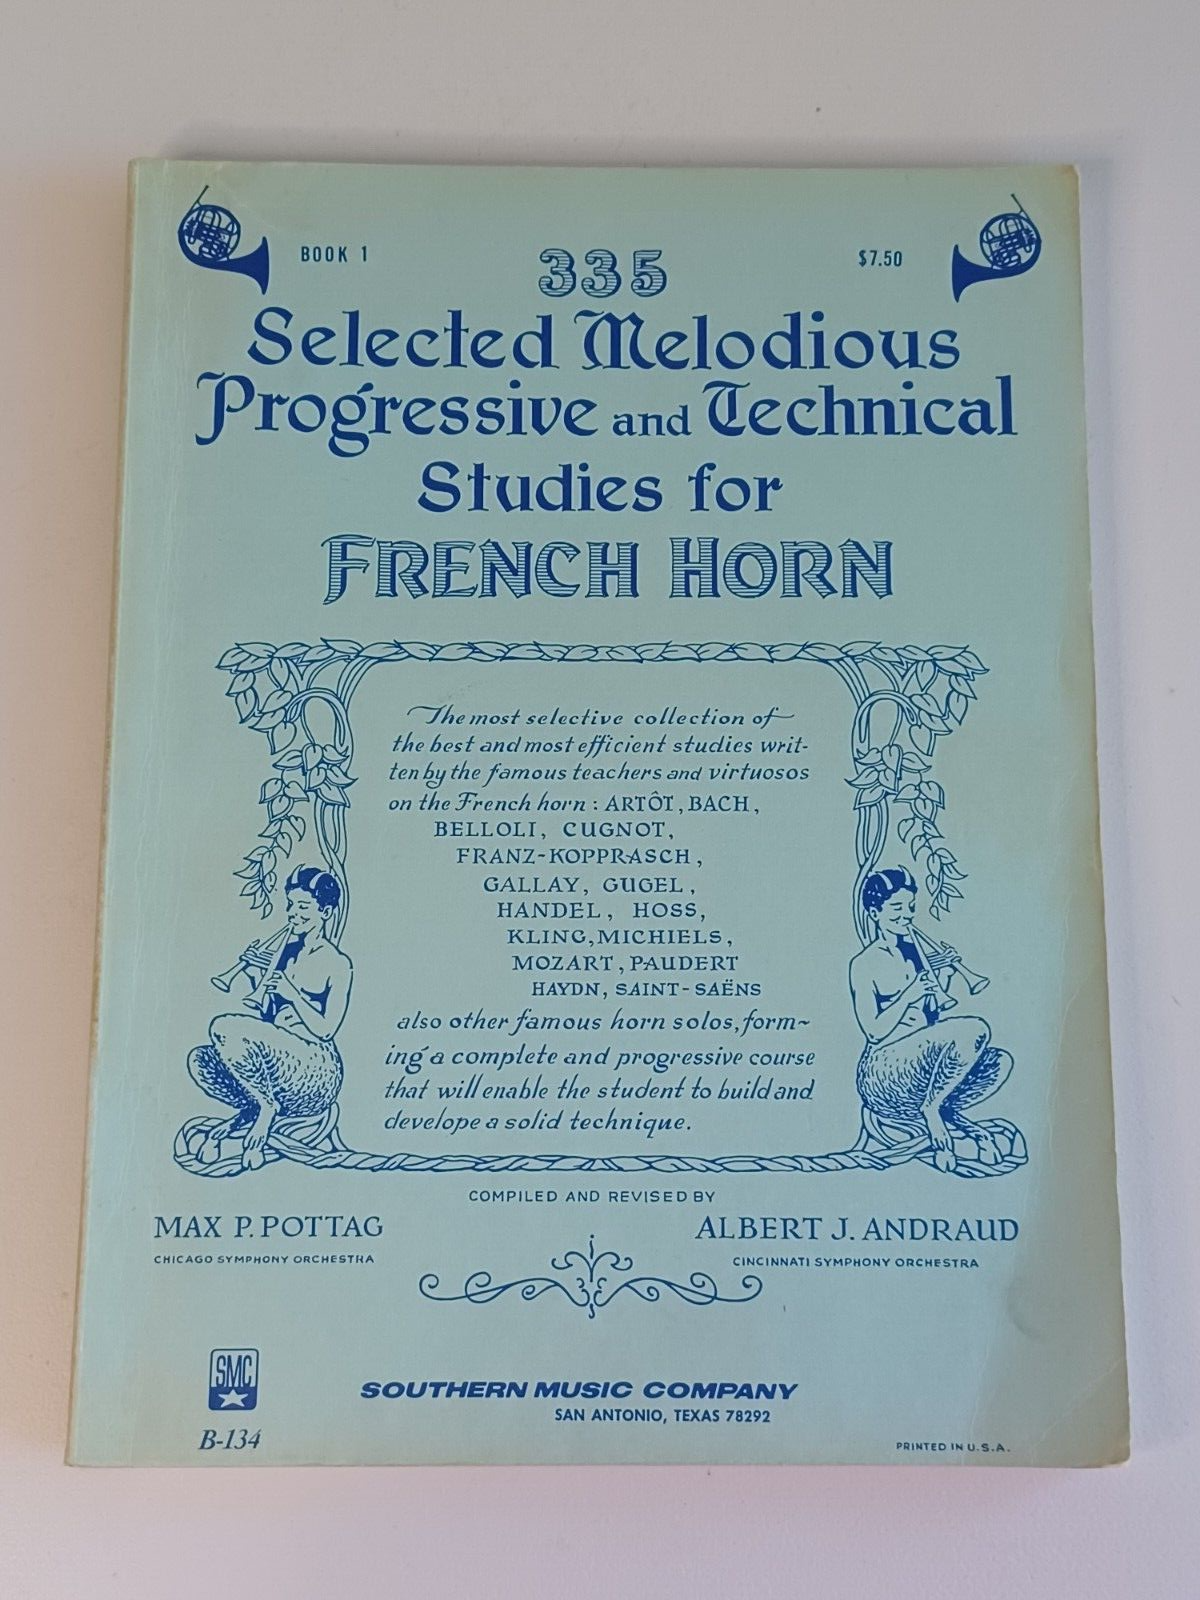 BOOK 1
335
$7.50
Selected Melodious
Progressive and Technical
Studies for
FRENCH HORN
The most selective collection of
the best and most efficient studies writ-
ten by the famous teachers and virtuosos
on the French horn : ARTÔT, BACH,
BELLOLI, CUGNOT,
FRANZ-KOPPRASCH,
GALLAY, GUGEL,
HANDEL, HOSS,
KLING, MICHIELS,
MOZART, PAUDERT
HAYDN, SAINT-SAËNS
also other famous horn solos, form~
ing a complete and progressive course
that will enable the student to build and
develope a solid technique.
COMPILED AND REVISED BY
MAX P. POTTAG
ALBERT J. ANDRAUD
CHICAGO SYMPHONY ORCHESTRA
CINCINNATI SYMPHONY ORCHESTRA
SMC
SOUTHERN MUSIC COMPANY
SAN ANTONIO, TEXAS 78292
B-134
PRINTED IN U.S.A.